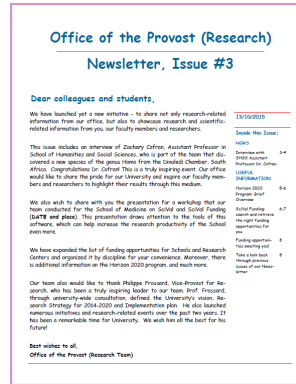 Office of the Provost (Research)
Newsletter, Issue #3
Dear colleagues and students,
We have launched yet a new initiative - to share not only research-related
information from our office, but also to showcase research and scientific-
related information from you, our faculty members and researchers.
This issue includes an interview of Zachary Cofran, Assistant Professor in
School of Humanities and Social Sciences, who is part of the team that dis-
covered a new species of the genus Homo from the Dinaledi Chamber, South
Africa. Congratulations Dr. Cofran! This is a truly inspiring event. Our office
would like to share the pride for our University and inspire our faculty mem-
bers and researchers to highlight their results through this medium.
We also wish to share with you the presentation for a workshop that our
team conducted for the School of Medicine on SciVal and SciVal Funding
(DATE and place). This presentation draws attention to the tools of this
software, which can help increase the research productivity of the School
even more.
We have expanded the list of funding opportunities for Schools and Research
Centers and organized it by discipline for your convenience. Moreover, there
is additional information on the Horizon 2020 program, and much more.
Our team also would like to thank Philippe Frossard, Vice-Provost for Re-
search, who has been a truly inspiring leader to our team. Prof. Frossard,
through university-wide consultation, defined the University's vision, Re-
search Strategy for 2014-2020 and Implementation plan. He also launched
numerous initiatives and research-related events over the past two years. It
has been a remarkable time for University. We wish him all the best for his
future!
Best wishes to all,
Office of the Provost (Research Team)
13/10/2015
Inside this Issue:
NEWS
Interview with 3-4
SHSS Assistant
Professor Dr. Cofran
USEFUL
INFORMATION
Horizon 2020 5-6
Program: Brief
Overview
SciVal Funding 6-7
search and retrieve
the right funding
opportunities for
you
Funding opportuni- 8
ties awaiting you!
Take a look back 8
through previous
issues of our News-
letter